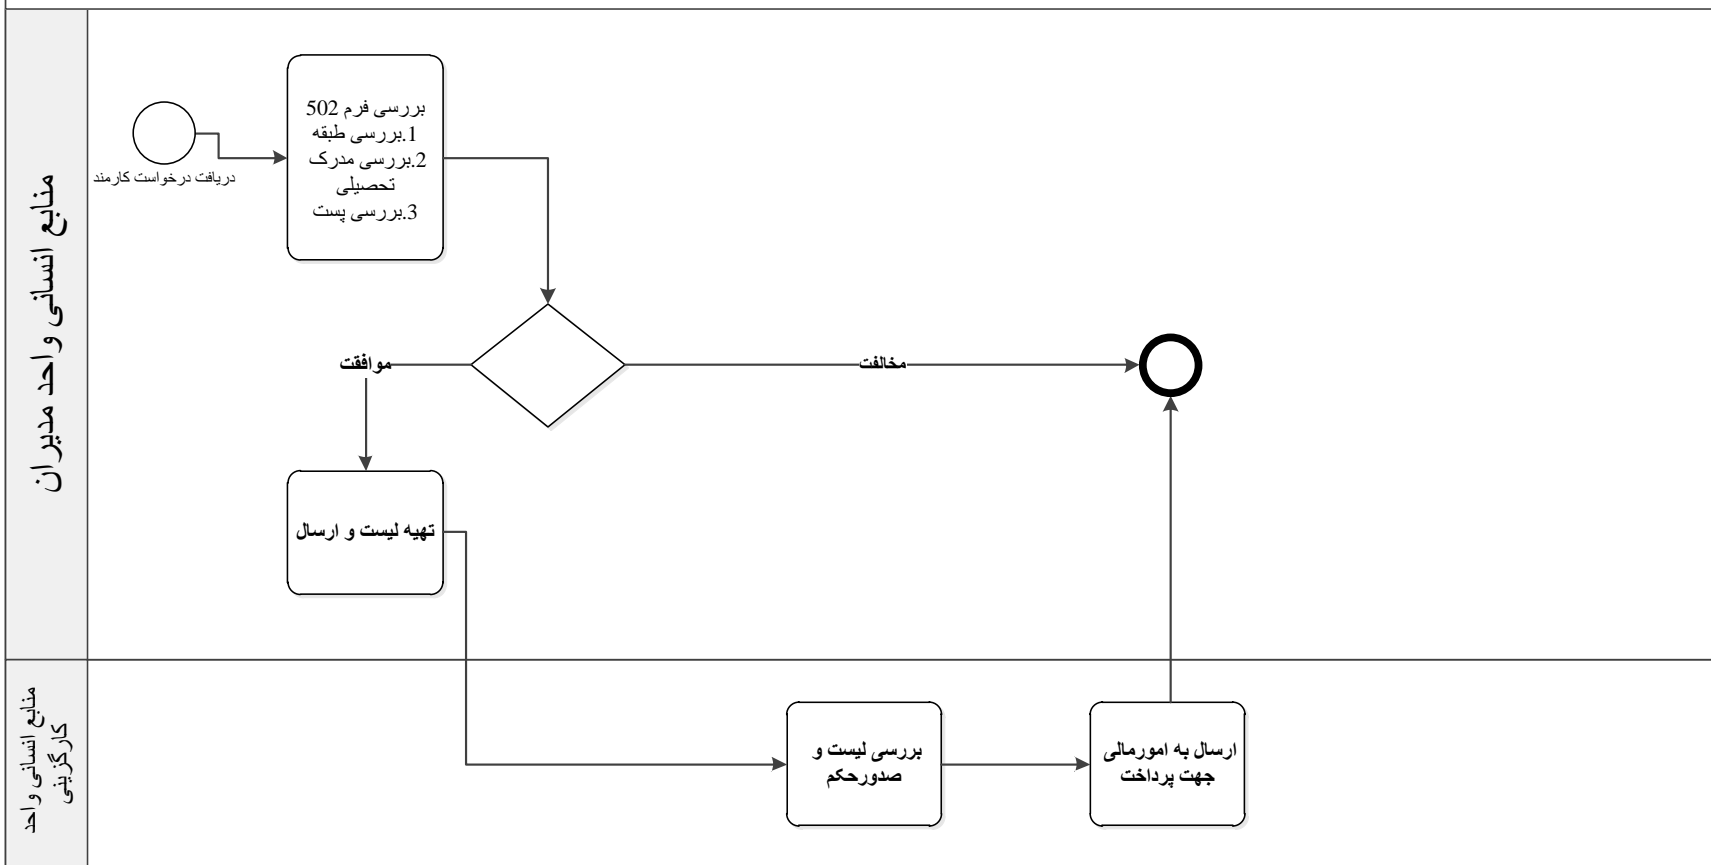 منابع انسانی واحد مدیران
دریافت درخواست کارمند
بررسی فرم 502
1.بررسی طبقه
2.بررسی مدرک
تحصیلی
3.بررسی پست
موافقت
مخالفت
تهیه لیست و ارسال
منابع انسانی واحد
کارگزینی
بررسی لیست و
صدورحکم
ارسال به امورمالی
جهت پرداخت